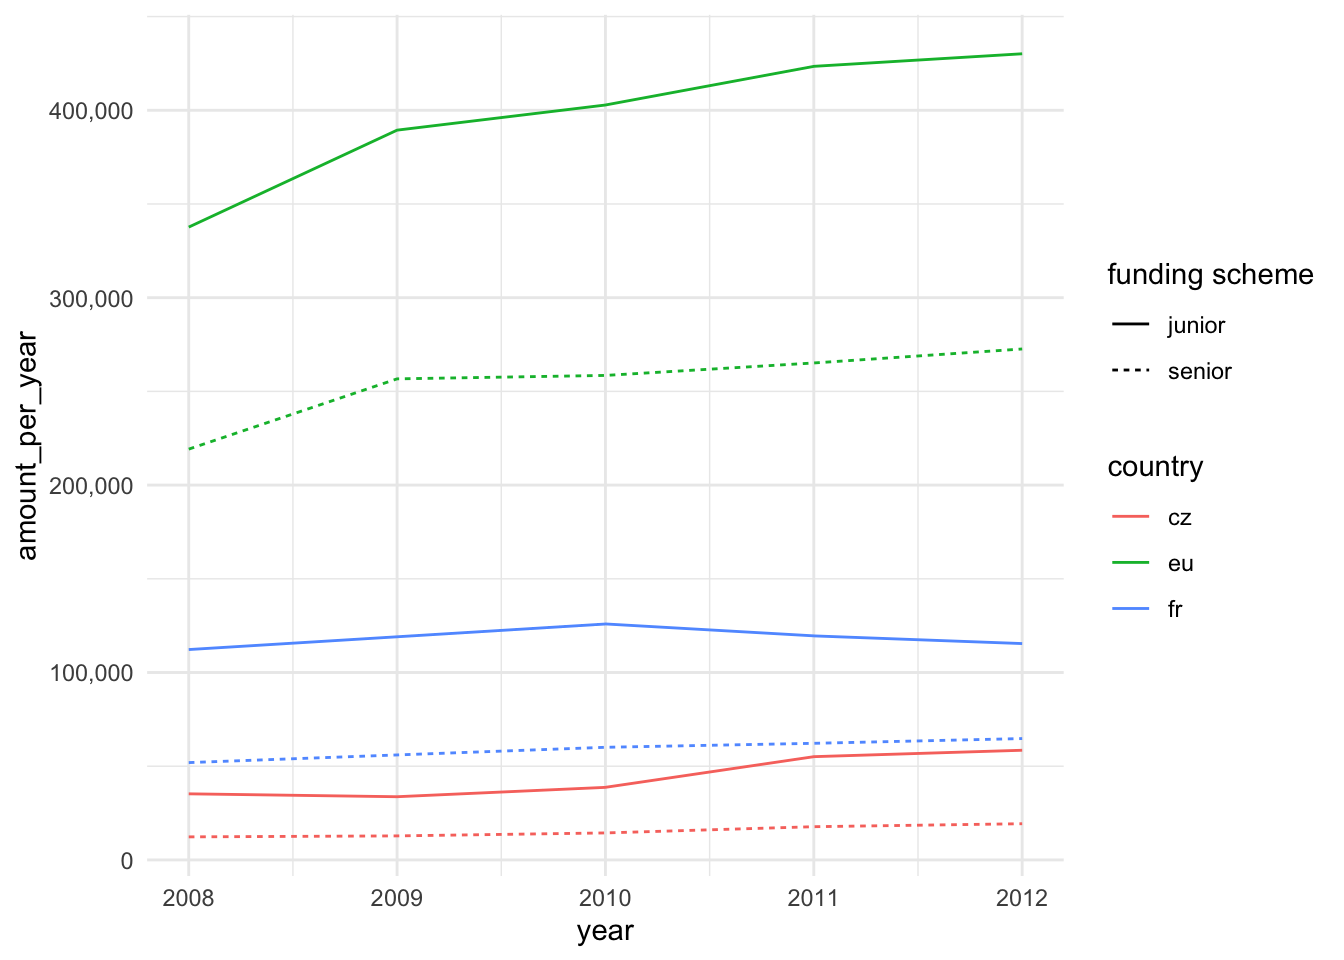 amount_per_year
400,000
300,000
200,000
100,000
0
2008 2009 2010 2011 2012
year
funding scheme
junior
senior
country
cz
eu
fr